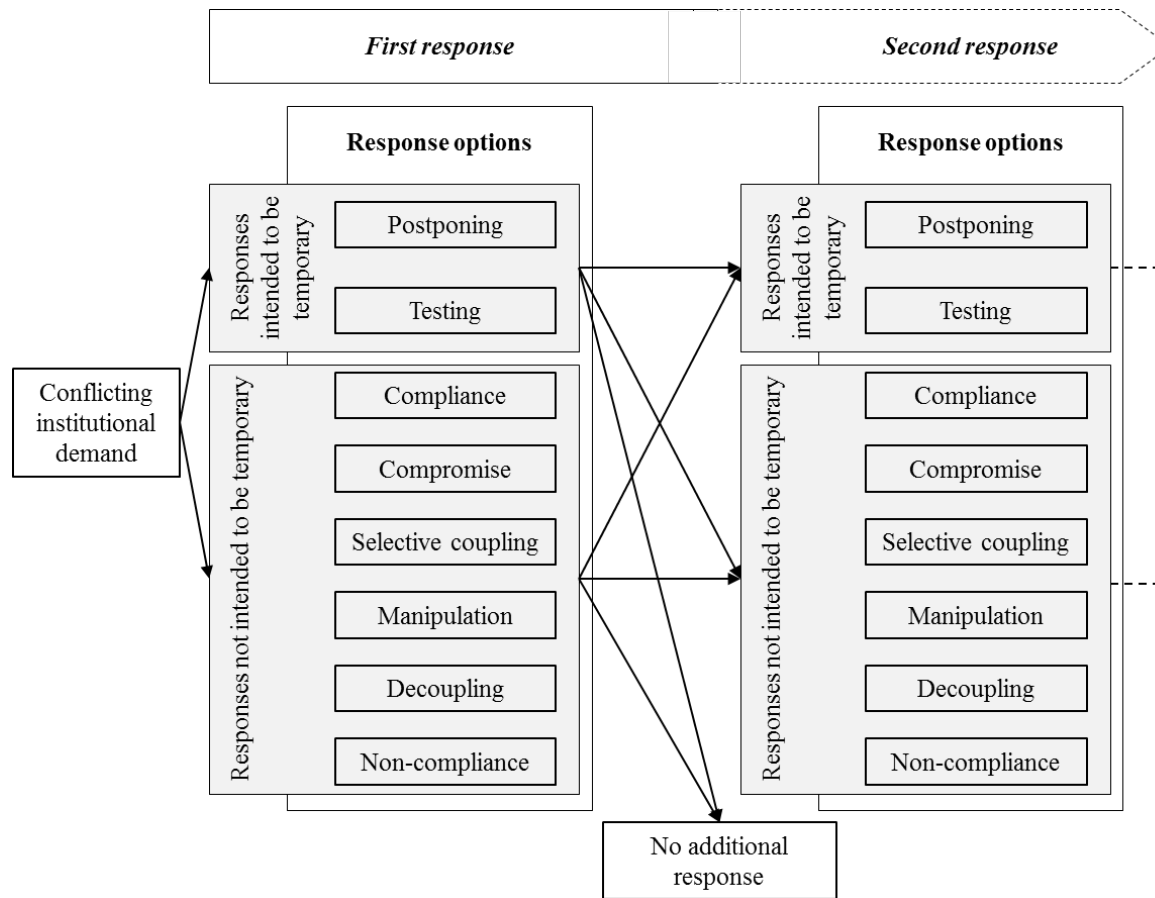 First response
Second response
Response options
Response options
Responses
intended to be
temporary
Postponing
Testing
Responses
intended to be
temporary
Postponing
Testing
Conflicting
institutional
demand
Responses not intended to be temporary
Compliance
Compromise
Selective coupling
Manipulation
Decoupling
Non-compliance
Responses not intended to be temporary
Compliance
Compromise
Selective coupling
Manipulation
Decoupling
Non-compliance
No additional
response